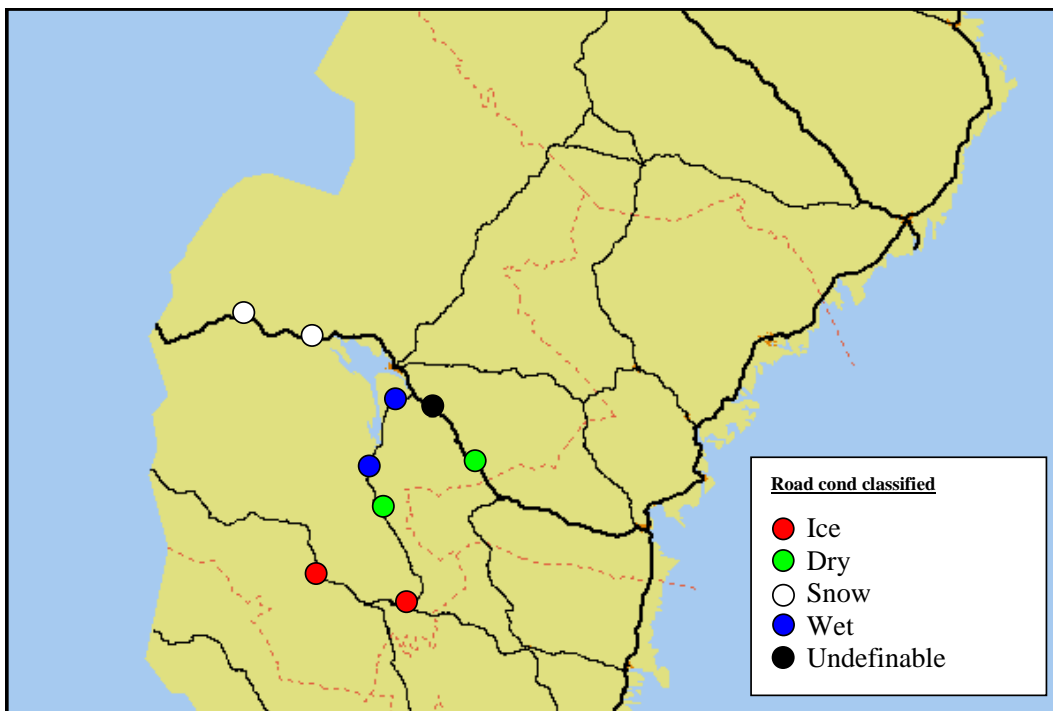 Road cond classified
Ice
Dry
Snow
Wet
Undefinable